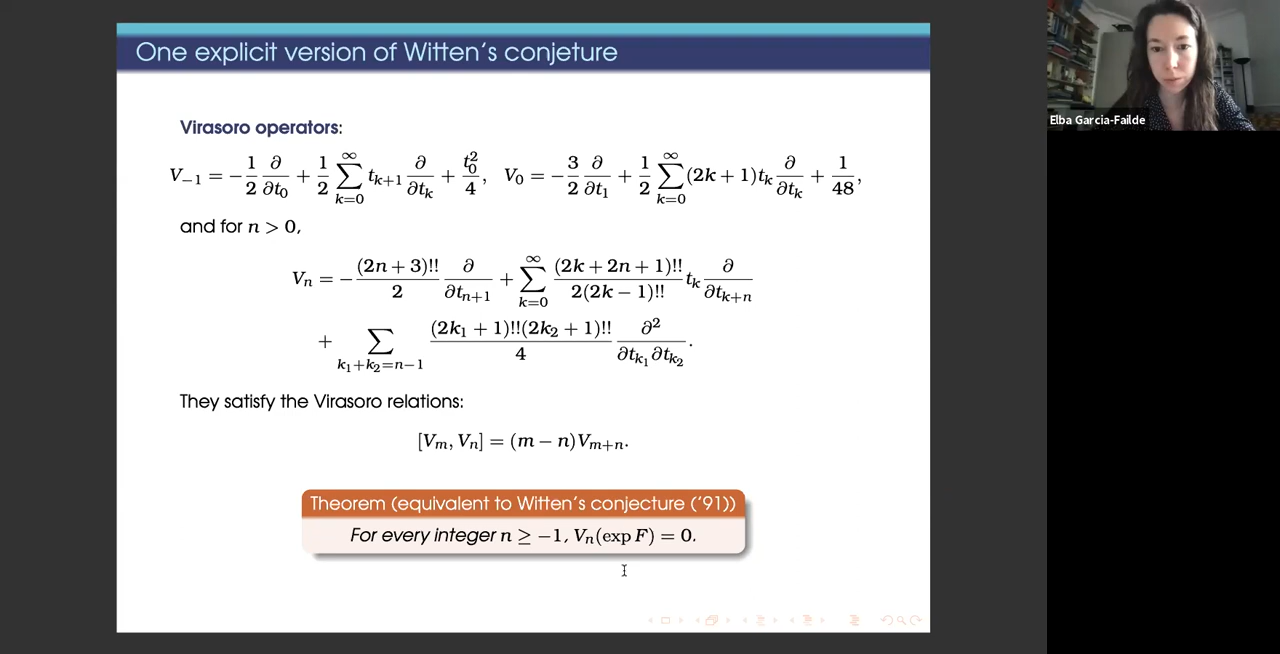 One explicit version of Witten's conjeture
Elba Garcia-Failde
Virasoro operators:
V_{-1} = -\frac{1}{2}\frac{\partial}{\partial t_0} + \frac{1}{2}\sum_{k=0}^{\infty} t_{k+1}\frac{\partial}{\partial t_k} + \frac{t_0^2}{4}, V_0 = -\frac{3}{2}\frac{\partial}{\partial t_1} + \frac{1}{2}\sum_{k=0}^{\infty}(2k+1)t_k\frac{\partial}{\partial t_k} + \frac{1}{48},
and for n > 0,
V_n = -\frac{(2n+3)!!}{2}\frac{\partial}{\partial t_{n+1}} + \sum_{k=0}^{\infty}\frac{(2k+2n+1)!!}{2(2k-1)!!}t_k\frac{\partial}{\partial t_{k+n}}
+ \sum_{k_1+k_2=n-1}\frac{(2k_1+1)!!(2k_2+1)!!}{4}\frac{\partial^2}{\partial t_{k_1}\partial t_{k_2}}.
They satisfy the Virasoro relations:
[V_m, V_n] = (m - n)V_{m+n}.
Theorem (equivalent to Witten's conjecture ('91))
For every integer n ≥ −1, V_n(exp F) = 0.